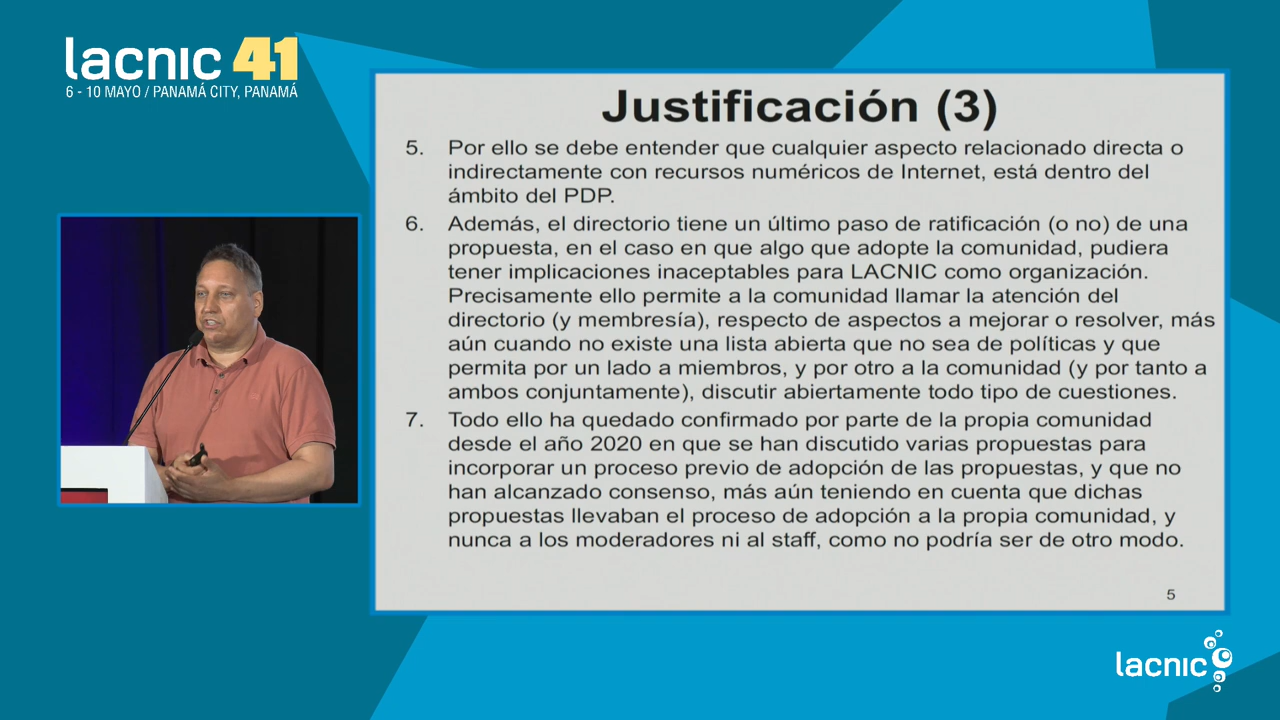 lacnic 41
6 - 10 MAYO / PANAMÁ CITY, PANAMÁ
Justificación (3)
5. Por ello se debe entender que cualquier aspecto relacionado directa o
indirectamente con recursos numéricos de Internet, está dentro del
ámbito del PDP.
6. Además, el directorio tiene un último paso de ratificación (o no) de una
propuesta, en el caso en que algo que adopte la comunidad, pudiera
tener implicaciones inaceptables para LACNIC como organización.
Precisamente ello permite a la comunidad llamar la atención del
directorio (y membresía), respecto de aspectos a mejorar o resolver, más
aún cuando no existe una lista abierta que no sea de políticas y que
permita por un lado a miembros, y por otro a la comunidad (y por tanto a
ambos conjuntamente), discutir abiertamente todo tipo de cuestiones.
7. Todo ello ha quedado confirmado por parte de la propia comunidad
desde el año 2020 en que se han discutido varias propuestas para
incorporar un proceso previo de adopción de las propuestas, y que no
han alcanzado consenso, más aún teniendo en cuenta que dichas
propuestas llevaban el proceso de adopción a la propia comunidad, y
nunca a los moderadores ni al staff, como no podría ser de otro modo.
5
lacnic